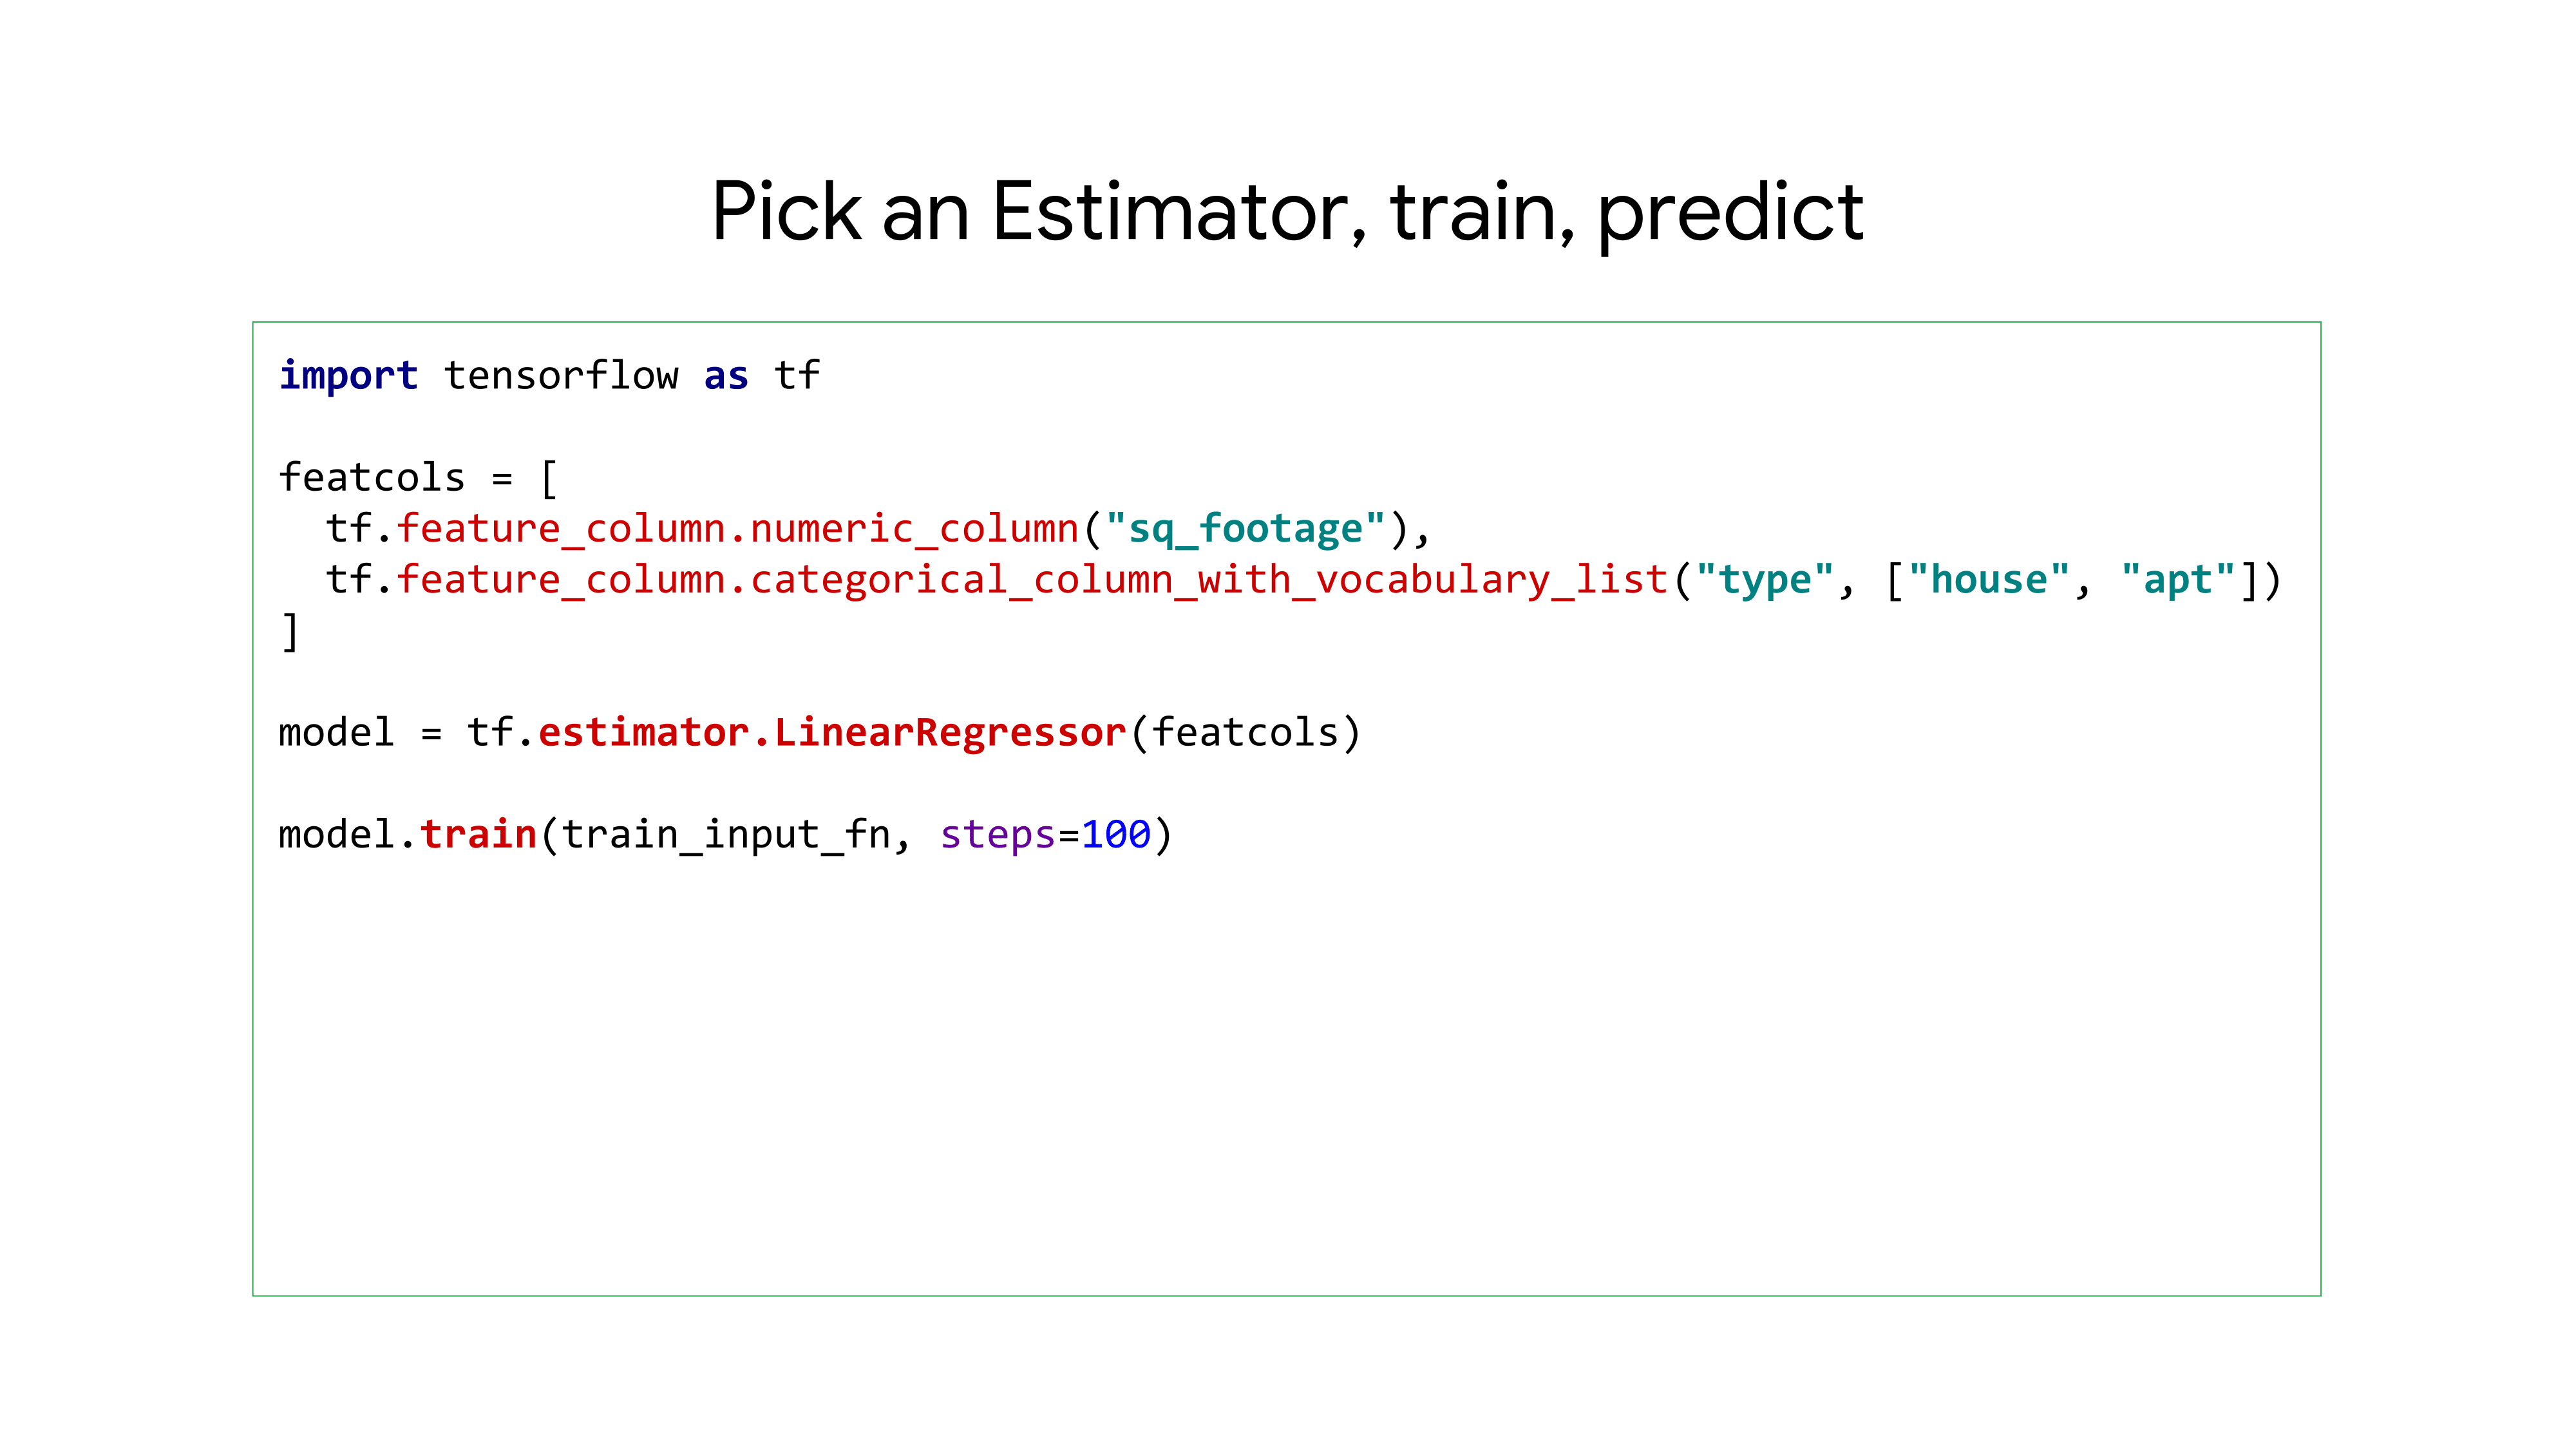 Pick an Estimator, train, predict
import tensorflow as tf
featcols = [
  tf.feature_column.numeric_column("sq_footage"),
  tf.feature_column.categorical_column_with_vocabulary_list("type", ["house", "apt"])
]
model = tf.estimator.LinearRegressor(featcols)
model.train(train_input_fn, steps=100)